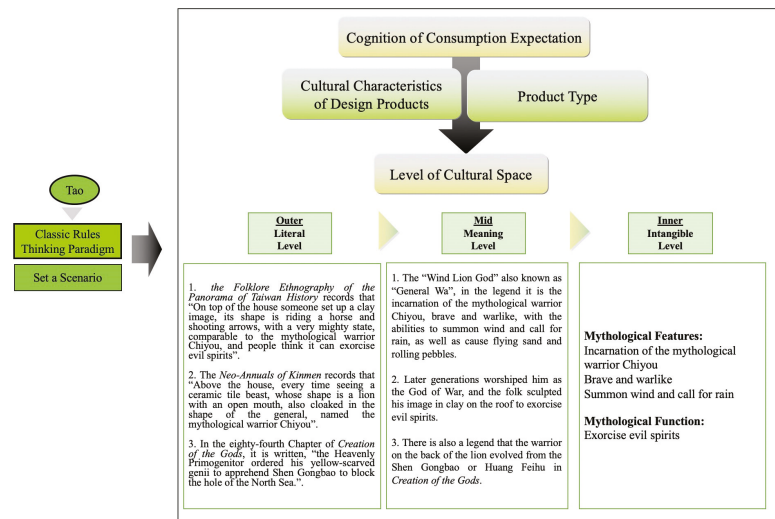 Cognition of Consumption Expectation
Cultural Characteristics
of Design Products
Product Type
Level of Cultural Space
Tao
Classic Rules
Thinking Paradigm
Set a Scenario
Outer
Literal
Level
Mid
Meaning
Level
Inner
Intangible
Level
1. the Folklore Ethnography of the
Panorama of Taiwan History records that
“On top of the house someone set up a clay
image, its shape is riding a horse and
shooting arrows, with a very mighty state,
comparable to the mythological warrior
Chiyou, and people think it can exorcise
evil spirits”.
2. The Neo-Annuals of Kinmen records that
“Above the house, every time seeing a
ceramic tile beast, whose shape is a lion
with an open mouth, also cloaked in the
shape of the general, named the
mythological warrior Chiyou”.
3. In the eighty-fourth Chapter of Creation
of the Gods, it is written, “the Heavenly
Primogenitor ordered his yellow-scarved
genii to apprehend Shen Gongbao to block
the hole of the North Sea.”.
1. The “Wind Lion God” also known as
“General Wa”, in the legend it is the
incarnation of the mythological warrior
Chiyou, brave and warlike, with the
abilities to summon wind and call for
rain, as well as cause flying sand and
rolling pebbles.
2. Later generations worshiped him as
the God of War, and the folk sculpted
his image in clay on the roof to exorcise
evil spirits.
3. There is also a legend that the warrior
on the back of the lion evolved from the
Shen Gongbao or Huang Feihu in
Creation of the Gods.
Mythological Features:
Incarnation of the mythological
warrior Chiyou
Brave and warlike
Summon wind and call for rain
Mythological Function:
Exorcise evil spirits